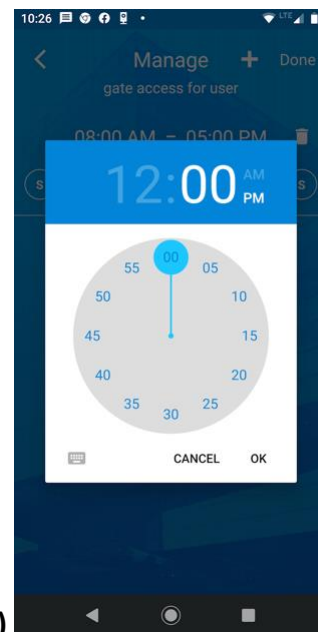 10:26 LTE
Manage + Done
gate access for user
08:00 AM – 05:00 PM
S S
12:00 AM PM
00
55 05
50 10
45 15
40 20
35 25
30
CANCEL OK
)